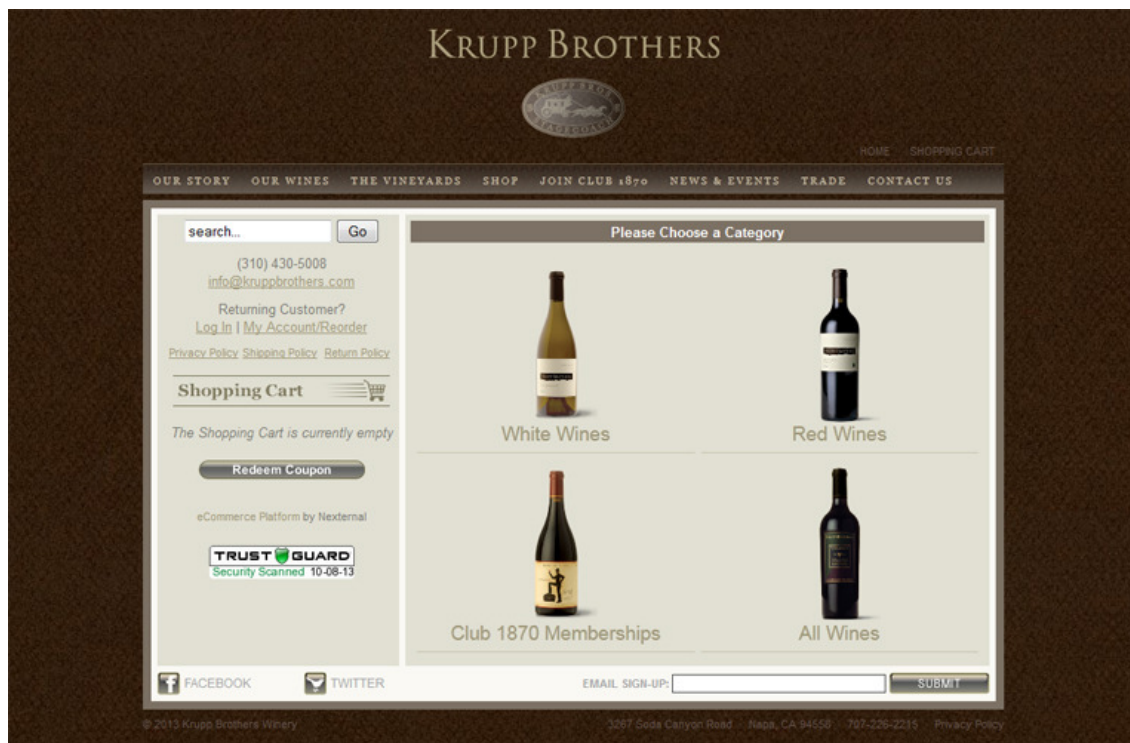 KRUPP BROTHERS
KRUPP BROS
STAGECOACH
HOME SHOPPING CART
OUR STORY OUR WINES THE VINEYARDS SHOP JOIN CLUB 1870 NEWS & EVENTS TRADE CONTACT US
search... Go
(310) 430-5008
info@kruppbrothers.com
Returning Customer?
Log In | My Account/Reorder
Privacy Policy Shipping Policy Return Policy
Shopping Cart
The Shopping Cart is currently empty
Redeem Coupon
eCommerce Platform by Nexternal
TRUST GUARD
Security Scanned 10-08-13
Please Choose a Category
White Wines Red Wines
Club 1870 Memberships All Wines
FACEBOOK TWITTER EMAIL SIGN-UP: SUBMIT
© 2013 Krupp Brothers Winery 3267 Soda Canyon Road Napa, CA 94558 707-226-2215 Privacy Policy